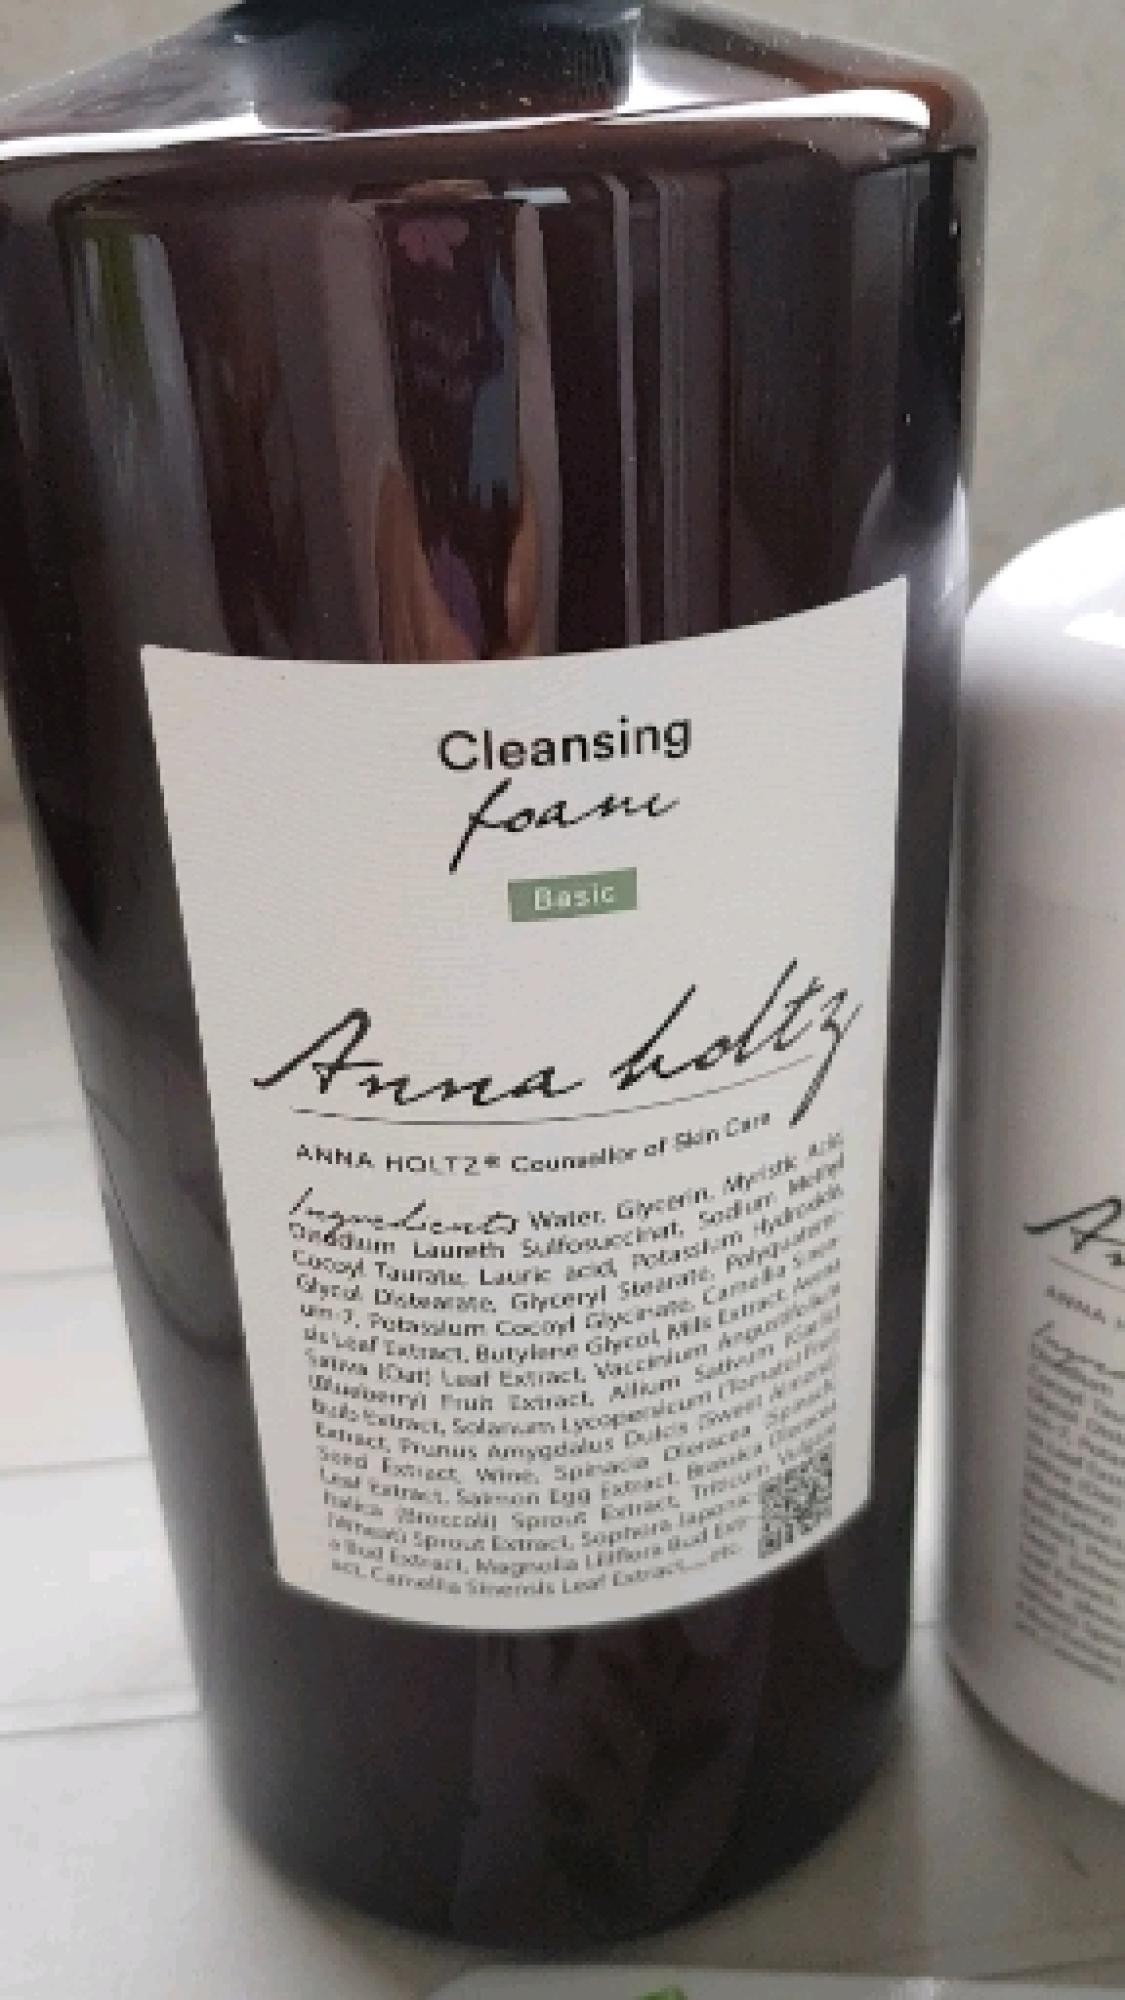 Cleansing
foam
Basic
Anna holtz
ANNA HOLTZ® Counsellor of Skin Care
Ingredients Water, Glycerin, Myristic Acid,
Disodium Laureth Sulfosuccinat, Sodium Methyl
Cocoyl Taurate, Lauric acid, Potassium Hydroxide,
Glycol Distearate, Glyceryl Stearate, Polyquaterni-
um-7, Potassium Cocoyl Glycinate, Camellia Sinen-
sis Leaf Extract, Butylene Glycol, Mils Extract, Avena
Sativa (Oat) Leaf Extract, Vaccinium Angustifolium
(Blueberry) Fruit Extract, Allium Sativum (Garlic)
Bulb Extract, Solanum Lycopersicum (Tomato) Fruit
Extract, Prunus Amygdalus Dulcis (Sweet Almond)
Seed Extract, Wine, Spinacia Oleracea (Spinach)
Leaf Extract, Salmon Egg Extract, Brassica Oleracea
Italica (Broccoli) Sprout Extract, Triticum Vulgare
(Wheat) Sprout Extract, Sophora Japonic-
a Bud Extract, Magnolia Liliflora Bud Extr-
act, Camellia Sinensis Leaf Extract,...etc.